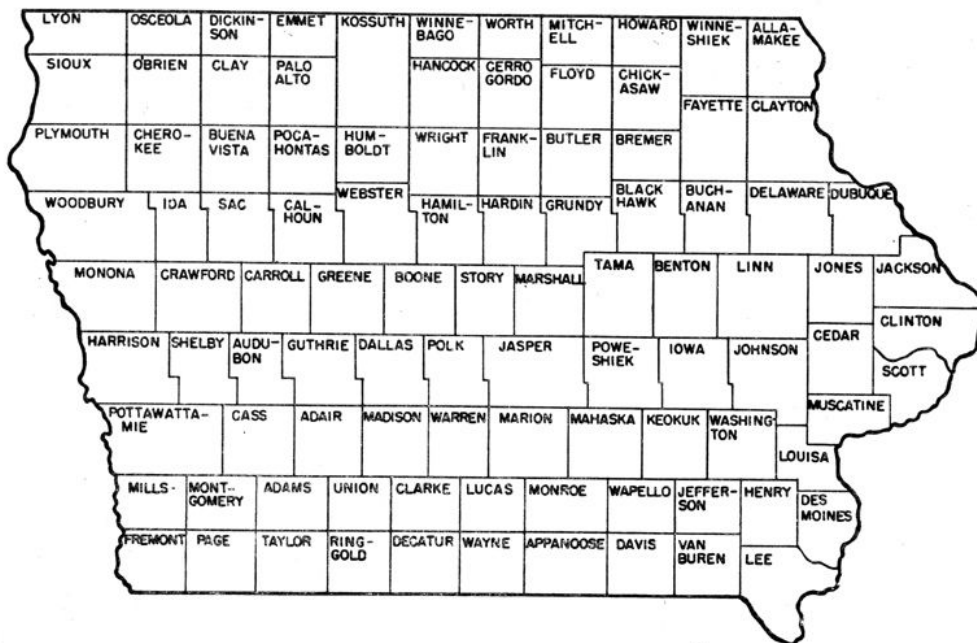 LYON
OSCEOLA
DICKIN-
SON
EMMET
KOSSUTH
WINNE-
BAGO
WORTH
MITCH-
ELL
HOWARD
WINNE-
SHIEK
ALLA-
MAKEE
SIOUX
O'BRIEN
CLAY
PALO
ALTO
HANCOCK
CERRO
GORDO
FLOYD
CHICK-
ASAW
FAYETTE
CLAYTON
PLYMOUTH
CHERO-
KEE
BUENA
VISTA
POCA-
HONTAS
HUM-
BOLDT
WRIGHT
FRANK-
LIN
BUTLER
BREMER
WOODBURY
IDA
SAC
CAL-
HOUN
WEBSTER
HAMIL-
TON
HARDIN
GRUNDY
BLACK
HAWK
BUCH-
ANAN
DELAWARE
DUBUQUE
MONONA
CRAWFORD
CARROLL
GREENE
BOONE
STORY
MARSHALL
TAMA
BENTON
LINN
JONES
JACKSON
CLINTON
HARRISON
SHELBY
AUDU-
BON
GUTHRIE
DALLAS
POLK
JASPER
POWE-
SHIEK
IOWA
JOHNSON
CEDAR
SCOTT
MUSCATINE
POTTAWATTA-
MIE
CASS
ADAIR
MADISON
WARREN
MARION
MAHASKA
KEOKUK
WASHING-
TON
LOUISA
MILLS-
MONT-
GOMERY
ADAMS
UNION
CLARKE
LUCAS
MONROE
WAPELLO
JEFFER-
SON
HENRY
DES
MOINES
FREMONT
PAGE
TAYLOR
RING-
GOLD
DECATUR
WAYNE
APPANOOSE
DAVIS
VAN
BUREN
LEE